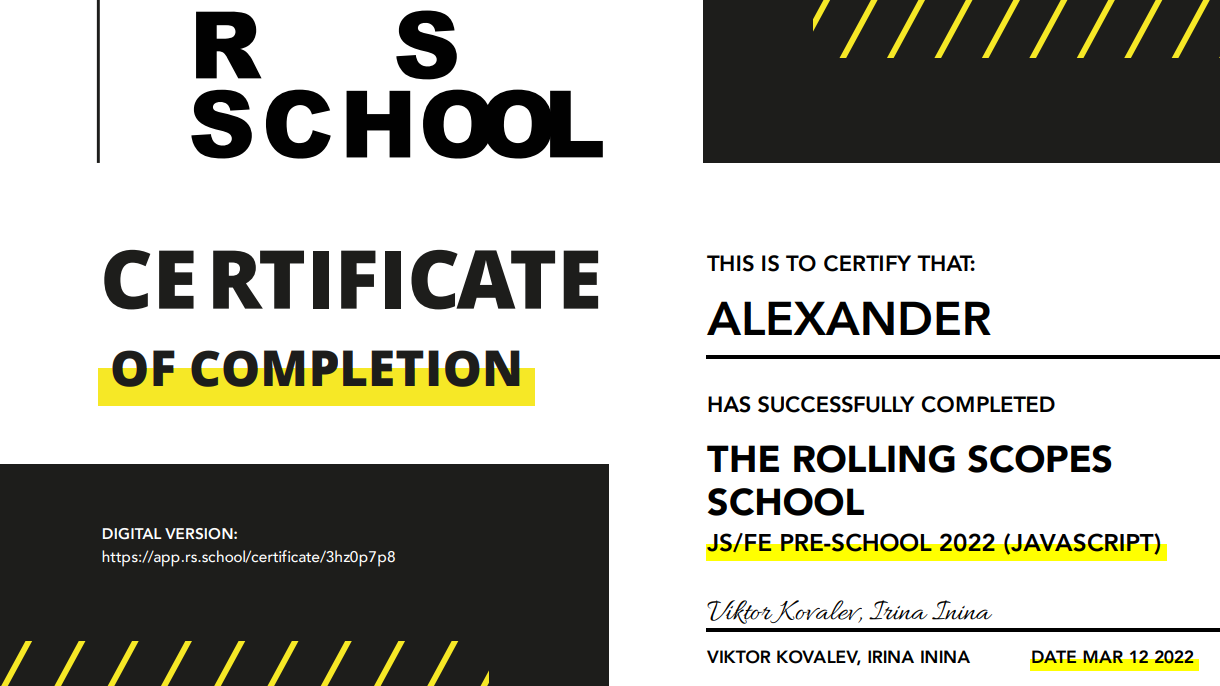 R S
SCHOOL
CERTIFICATE
OF COMPLETION
DIGITAL VERSION:
https://app.rs.school/certificate/3hz0p7p8
THIS IS TO CERTIFY THAT:
ALEXANDER
HAS SUCCESSFULLY COMPLETED
THE ROLLING SCOPES
SCHOOL
JS/FE PRE-SCHOOL 2022 (JAVASCRIPT)
Viktor Kovalev, Irina Inina
VIKTOR KOVALEV, IRINA ININA
DATE MAR 12 2022